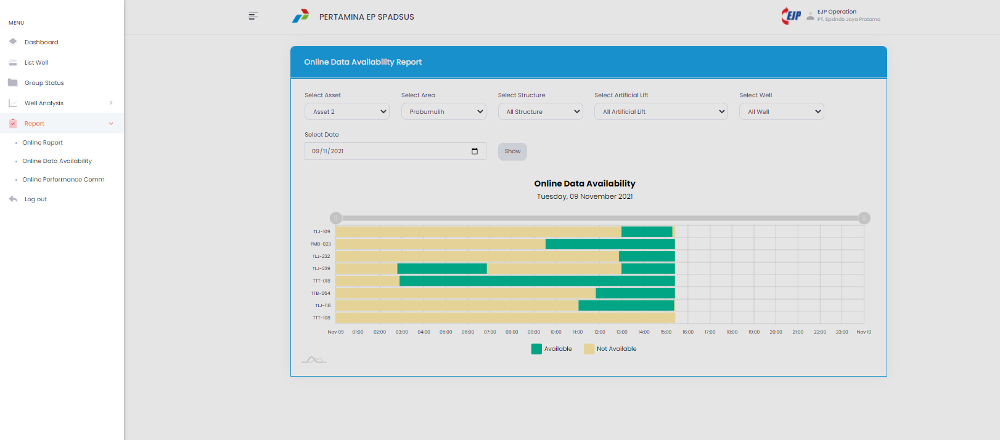 MENU
Dashboard
List Well
Group Status
Well Analysis
Report
Online Report
Online Data Availability
Online Performance Comm
Log out
PERTAMINA EP SPADSUS
EJP
EJP Operation
PT. Epsindo Jaya Pratama
Online Data Availability Report
Select Asset
Select Area
Select Structure
Select Artificial Lift
Select Well
Asset 2
Prabumulih
All Structure
All Artificial Lift
All Well
Select Date
09/11/2021
Show
Online Data Availability
Tuesday, 09 November 2021
TLJ-109
PMB-023
TLJ-232
TLJ-239
TTT-018
TTB-064
TLJ-116
TTT-108
Nov 09 01:00 02:00 03:00 04:00 05:00 06:00 07:00 08:00 09:00 10:00 11:00 12:00 13:00 14:00 15:00 16:00 17:00 18:00 19:00 20:00 21:00 22:00 23:00 Nov 10
Available Not Available